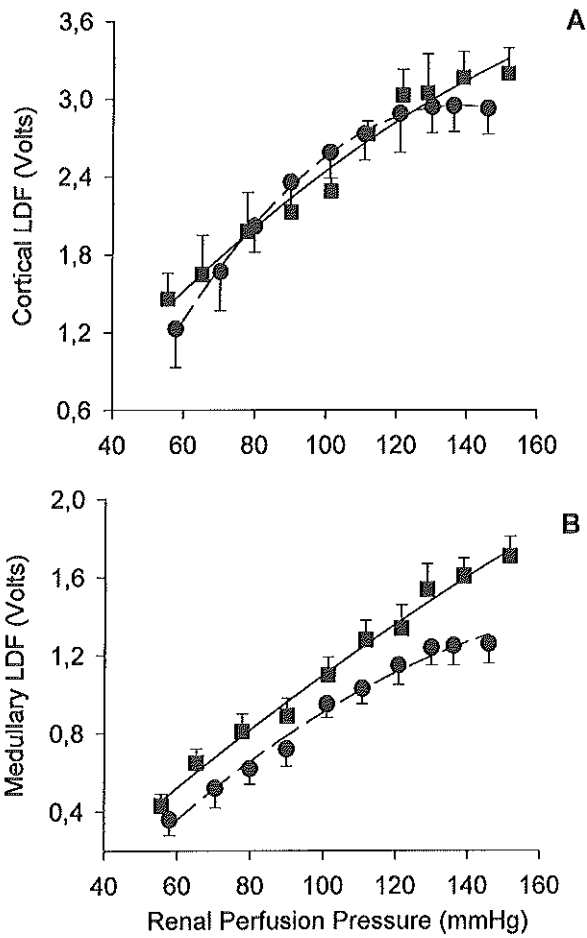 A
3,6
3,0
2,4
1,8
1,2
0,6
Cortical LDF (Volts)
40 60 80 100 120 140 160
B
2,0
1,6
1,2
0,8
0,4
Medullary LDF (Volts)
40 60 80 100 120 140 160
Renal Perfusion Pressure (mmHg)